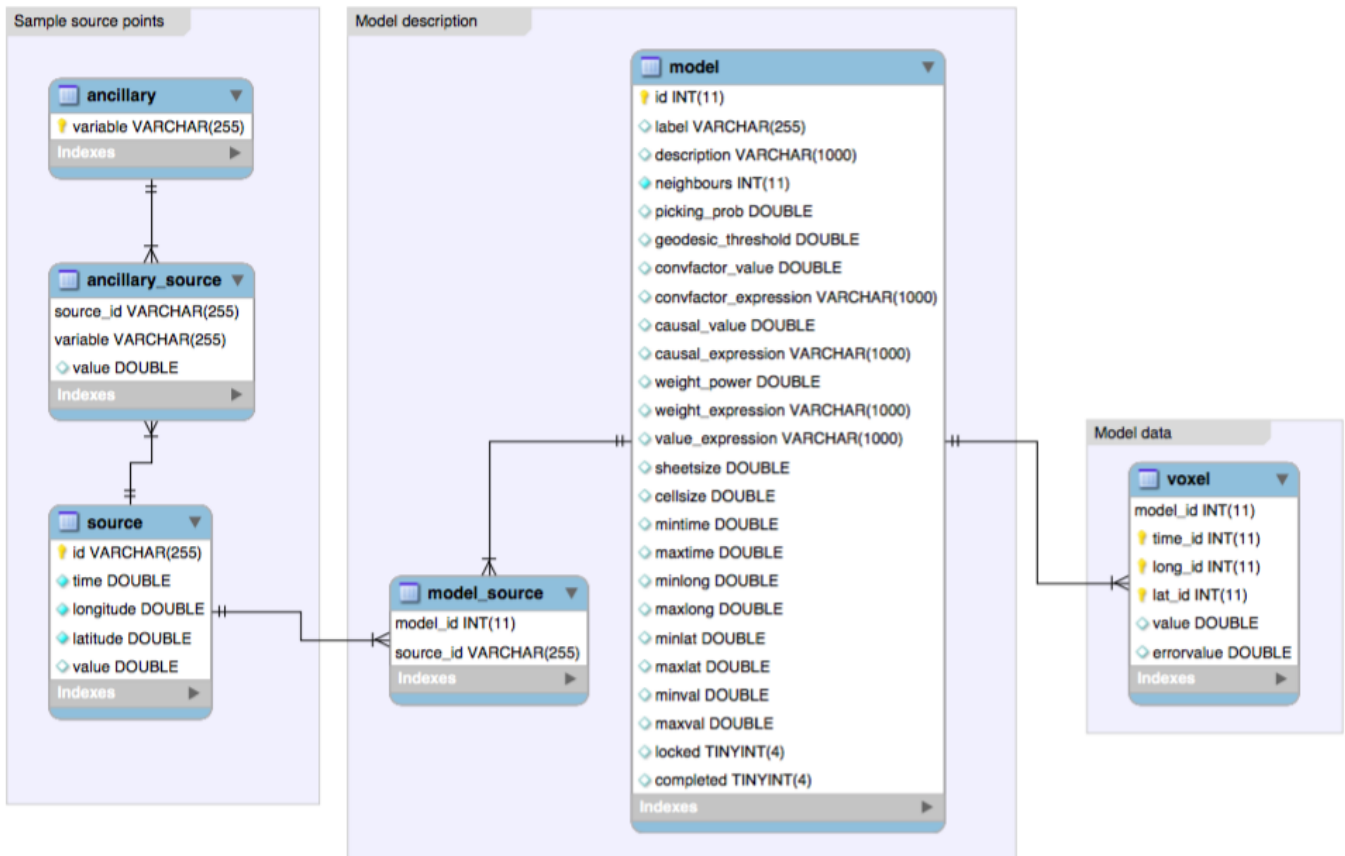 Sample source points
ancillary
variable VARCHAR(255)
Indexes
ancillary_source
source_id VARCHAR(255)
variable VARCHAR(255)
value DOUBLE
Indexes
source
id VARCHAR(255)
time DOUBLE
longitude DOUBLE
latitude DOUBLE
value DOUBLE
Indexes
Model description
model_source
model_id INT(11)
source_id VARCHAR(255)
Indexes
model
id INT(11)
label VARCHAR(255)
description VARCHAR(1000)
neighbours INT(11)
picking_prob DOUBLE
geodesic_threshold DOUBLE
convfactor_value DOUBLE
convfactor_expression VARCHAR(1000)
causal_value DOUBLE
causal_expression VARCHAR(1000)
weight_power DOUBLE
weight_expression VARCHAR(1000)
value_expression VARCHAR(1000)
sheetsize DOUBLE
cellsize DOUBLE
mintime DOUBLE
maxtime DOUBLE
minlong DOUBLE
maxlong DOUBLE
minlat DOUBLE
maxlat DOUBLE
minval DOUBLE
maxval DOUBLE
locked TINYINT(4)
completed TINYINT(4)
Indexes
Model data
voxel
model_id INT(11)
time_id INT(11)
long_id INT(11)
lat_id INT(11)
value DOUBLE
errorvalue DOUBLE
Indexes